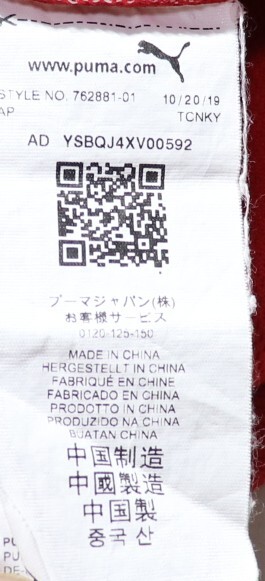 www.puma.com
STYLE NO. 762881-01 10/20/19
AP TCNKY
AD YSBQJ4XV00592
プーマジャパン(株)
お客様サービス
0120-125-150
MADE IN CHINA
HERGESTELLT IN CHINA
FABRIQUÉ EN CHINE
FABRICADO EN CHINA
PRODOTTO IN CHINA
PRODUZIDO NA CHINA
BUATAN CHINA
中国制造
中國製造
中国製
중국 산
PU
PU
DE-